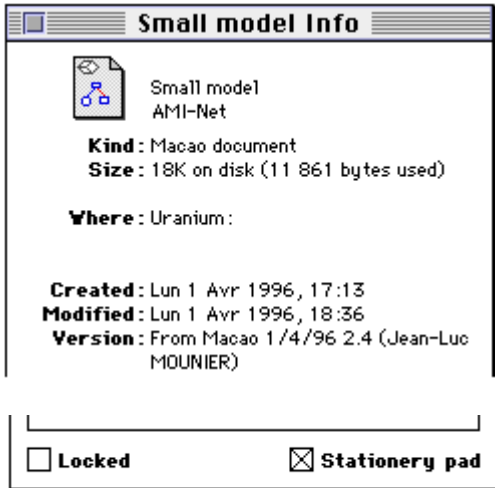 Small model Info
Small model
AMI-Net
Kind: Macao document
Size: 18K on disk (11 861 bytes used)
Where: Uranium:
Created: Lun 1 Avr 1996, 17:13
Modified: Lun 1 Avr 1996, 18:36
Version: From Macao 1/4/96 2.4 (Jean-Luc
MOUNIER)
Locked Stationery pad